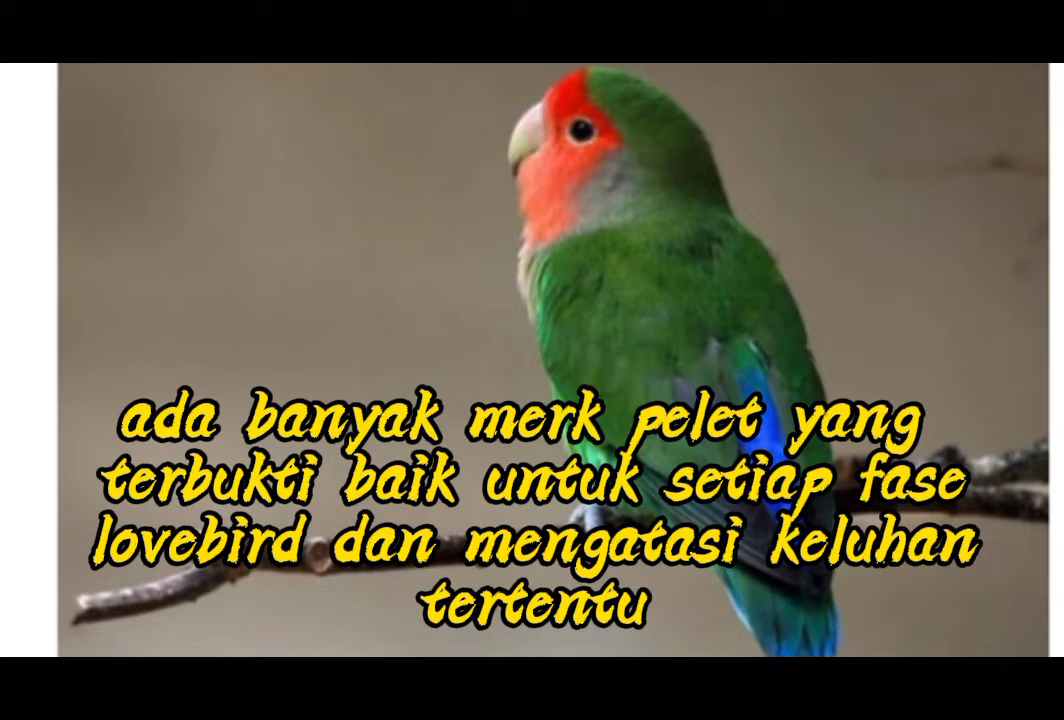 ada banyak merk pelet yang
terbukti baik untuk setiap fase
lovebird dan mengatasi keluhan
tertentu